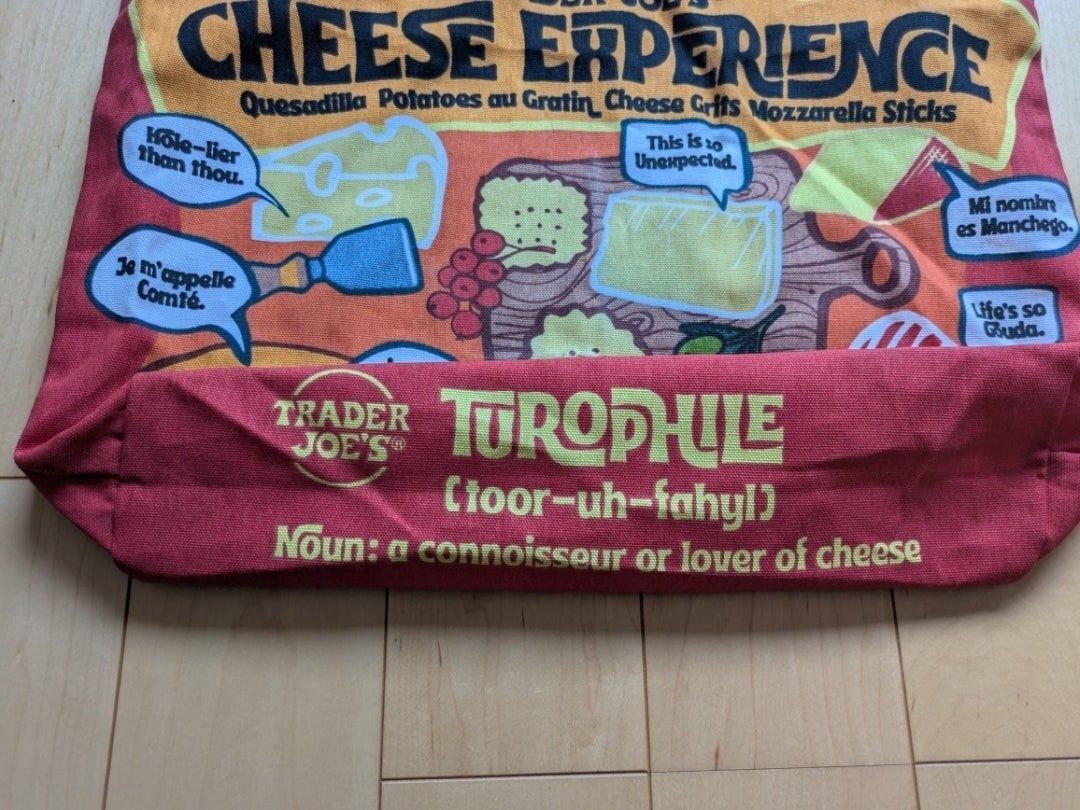 CHEESE EXPERIENCE
Quesadilla Potatoes au Gratin Cheese Grits Mozzarella Sticks
Hole-ier
than thou.
This is so
Unexpected.
Mi nombre
es Manchego.
Je m'appelle
Comté.
Life's so
Gouda.
TRADER
JOE'S®
TUROPHILE
(toor-uh-fahyl)
Noun: a connoisseur or lover of cheese